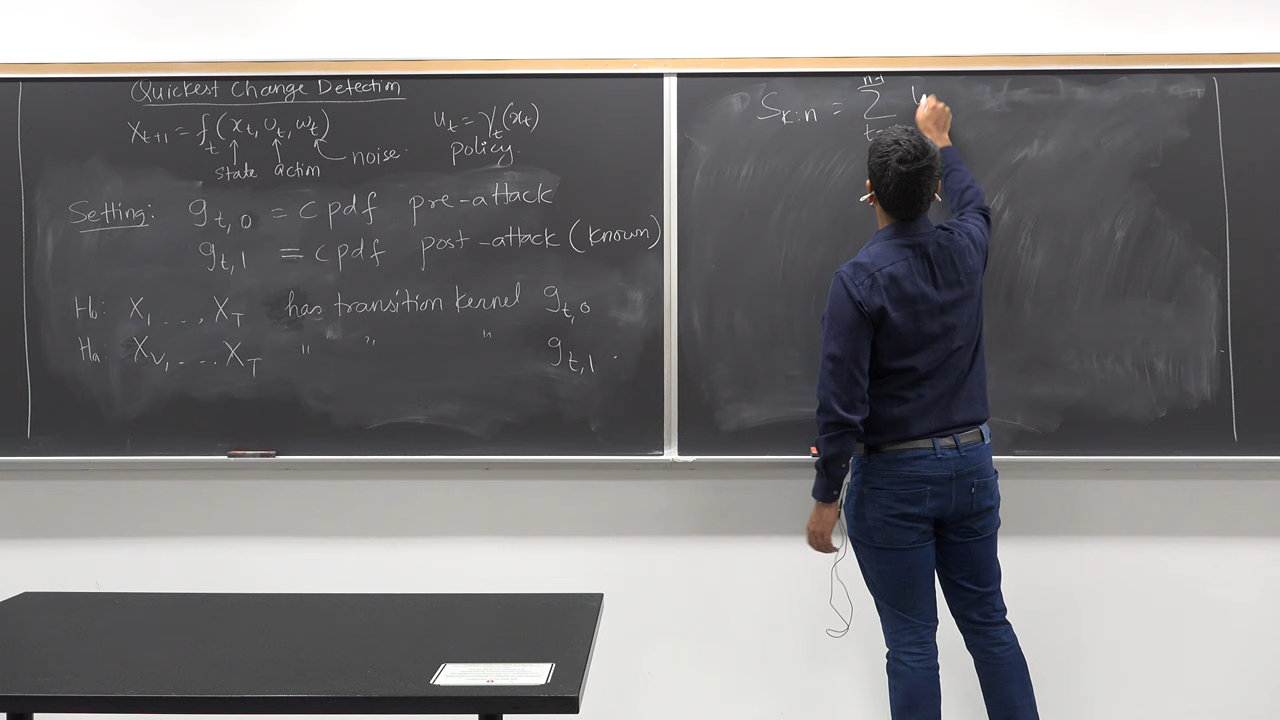 Quickest Change Detection
X_{t+1} = f_t(x_t, u_t, w_t)   u_t = γ_t(x_t)
state action noise. policy.
Setting: g_{t,0} = cpdf pre-attack
g_{t,1} = cpdf post-attack (known)
H_0: X_1 ..., X_T has transition kernel g_{t,0}
H_a: X_ν, ... X_T " " " g_{t,1}.
S_{k:n} = Σ^{n-1}_{t=